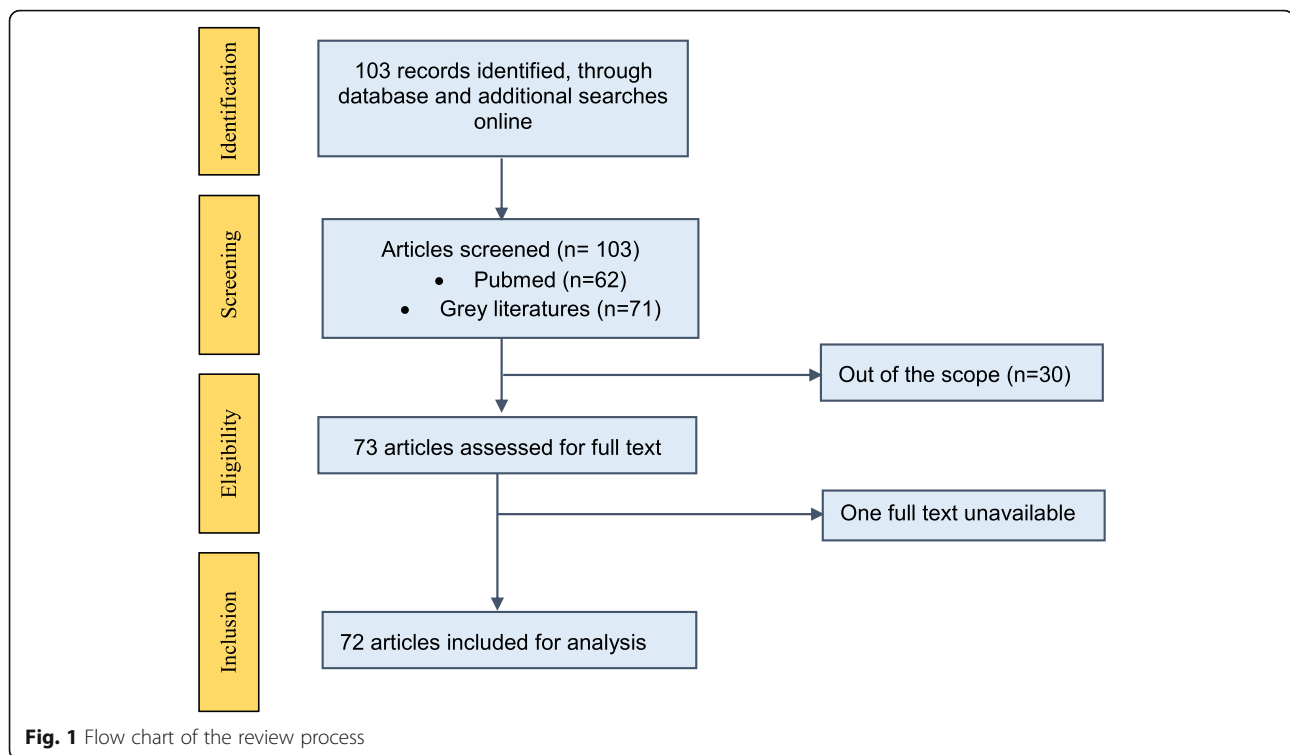 Identification
103 records identified, through
database and additional searches
online
Screening
Articles screened (n= 103)
• Pubmed (n=62)
• Grey literatures (n=71)
Out of the scope (n=30)
Eligibility
73 articles assessed for full text
One full text unavailable
Inclusion
72 articles included for analysis
Fig. 1 Flow chart of the review process